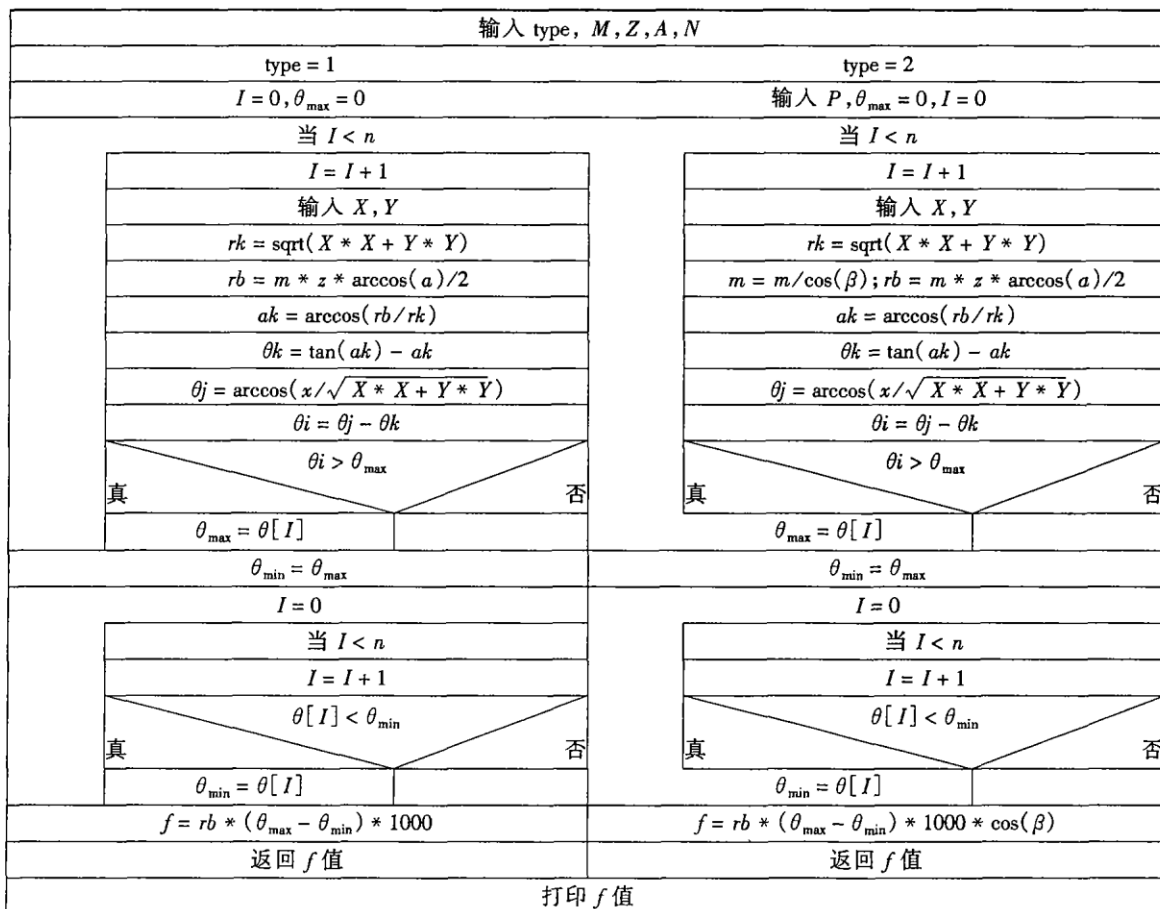 输入 type, M,Z,A,N
type = 1
type = 2
I = 0,θmax = 0
输入 P,θmax = 0,I = 0
当 I < n
当 I < n
I = I + 1
I = I + 1
输入 X,Y
输入 X,Y
rk = sqrt( X * X + Y * Y)
rk = sqrt( X * X + Y * Y)
rb = m * z * arccos( a)/2
m = m/cos(β);rb = m * z * arccos( a)/2
ak = arccos( rb/rk)
ak = arccos( rb/rk)
θk = tan( ak) - ak
θk = tan( ak) - ak
θj = arccos( x/√X * X + Y * Y)
θj = arccos( x/√X * X + Y * Y)
θi = θj - θk
θi = θj - θk
θi > θmax
θi > θmax
真 否
真 否
θmax = θ[I]
θmax = θ[I]
θmin = θmax
θmin = θmax
I = 0
I = 0
当 I < n
当 I < n
I = I + 1
I = I + 1
θ[I] < θmin
θ[I] < θmin
真 否
真 否
θmin = θ[I]
θmin = θ[I]
f = rb * (θmax - θmin) * 1000
f = rb * (θmax - θmin) * 1000 * cos(β)
返回 f 值
返回 f 值
打印 f 值